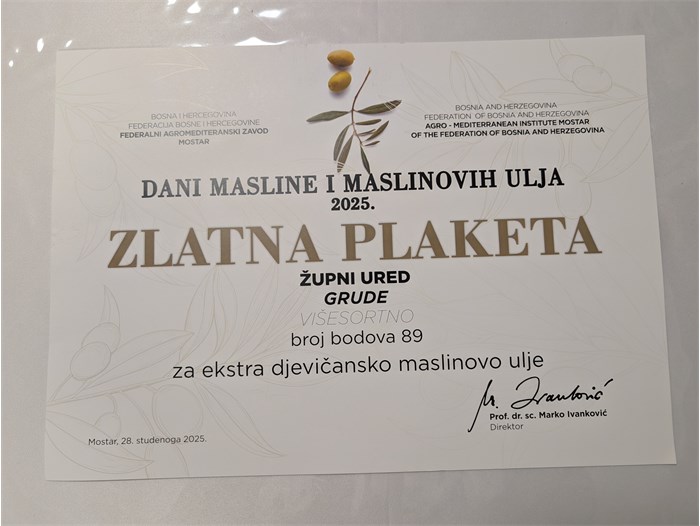 BOSNA I HERCEGOVINA
FEDERACIJA BOSNE I HERCEGOVINE
FEDERALNI AGROMEDITERANSKI ZAVOD
MOSTAR
BOSNIA AND HERZEGOVINA
FEDERATION OF BOSNIA AND HERZEGOVINA
AGRO - MEDITERRANEAN INSTITUTE MOSTAR
OF THE FEDERATION OF BOSNIA AND HERZEGOVINA
DANI MASLINE I MASLINOVIH ULJA
2025.
ZLATNA PLAKETA
ŽUPNI URED
GRUDE
VIŠESORTNO
broj bodova 89
za ekstra djevičansko maslinovo ulje
M. Ivanković
Prof. dr. sc. Marko Ivanković
Direktor
Mostar, 28. studenoga 2025.